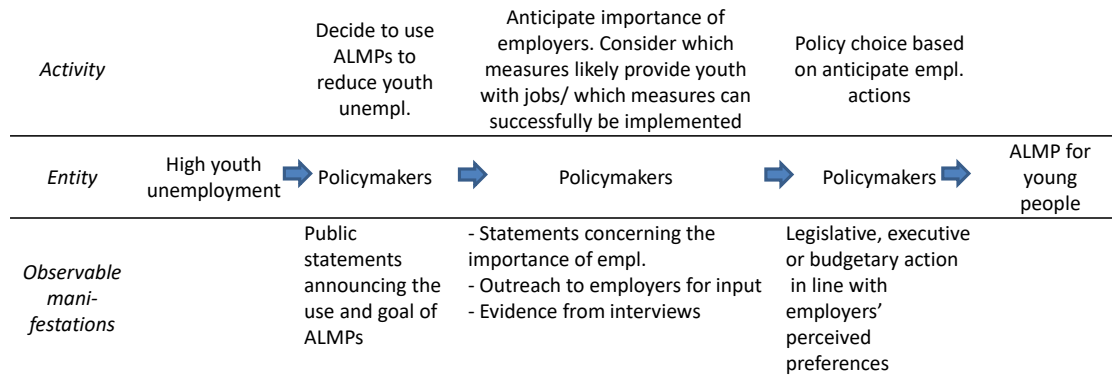 Activity
Decide to use
ALMPs to
reduce youth
unempl.
Anticipate importance of
employers. Consider which
measures likely provide youth
with jobs/ which measures can
successfully be implemented
Policy choice based
on anticipate empl.
actions
Entity
High youth
unemployment
Policymakers
Policymakers
Policymakers
ALMP for
young
people
Observable
mani-
festations
Public
statements
announcing the
use and goal of
ALMPs
- Statements concerning the
importance of empl.
- Outreach to employers for input
- Evidence from interviews
Legislative, executive
or budgetary action
in line with
employers’
perceived
preferences